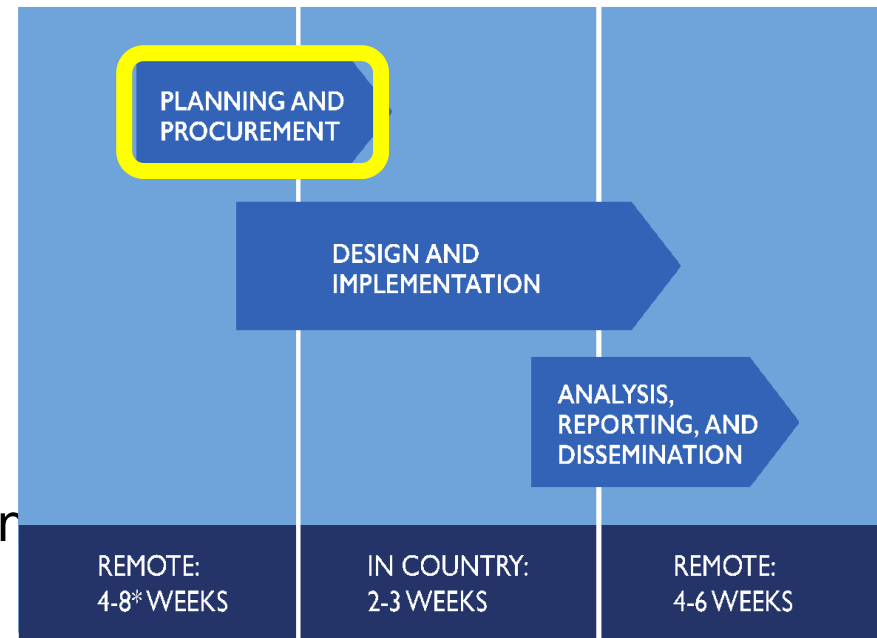 PLANNING AND
PROCUREMENT
DESIGN AND
IMPLEMENTATION
ANALYSIS,
REPORTING, AND
DISSEMINATION
REMOTE:
4-8* WEEKS
IN COUNTRY:
2-3 WEEKS
REMOTE:
4-6 WEEKS